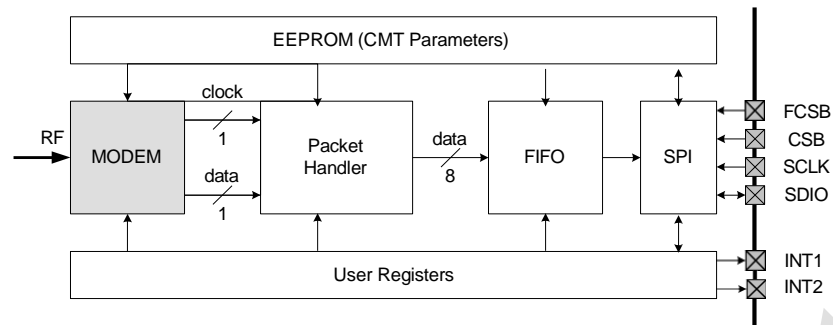 EEPROM (CMT Parameters)
RF
MODEM
clock
1
data
1
Packet
Handler
data
8
FIFO
SPI
FCSB
CSB
SCLK
SDIO
User Registers
INT1
INT2